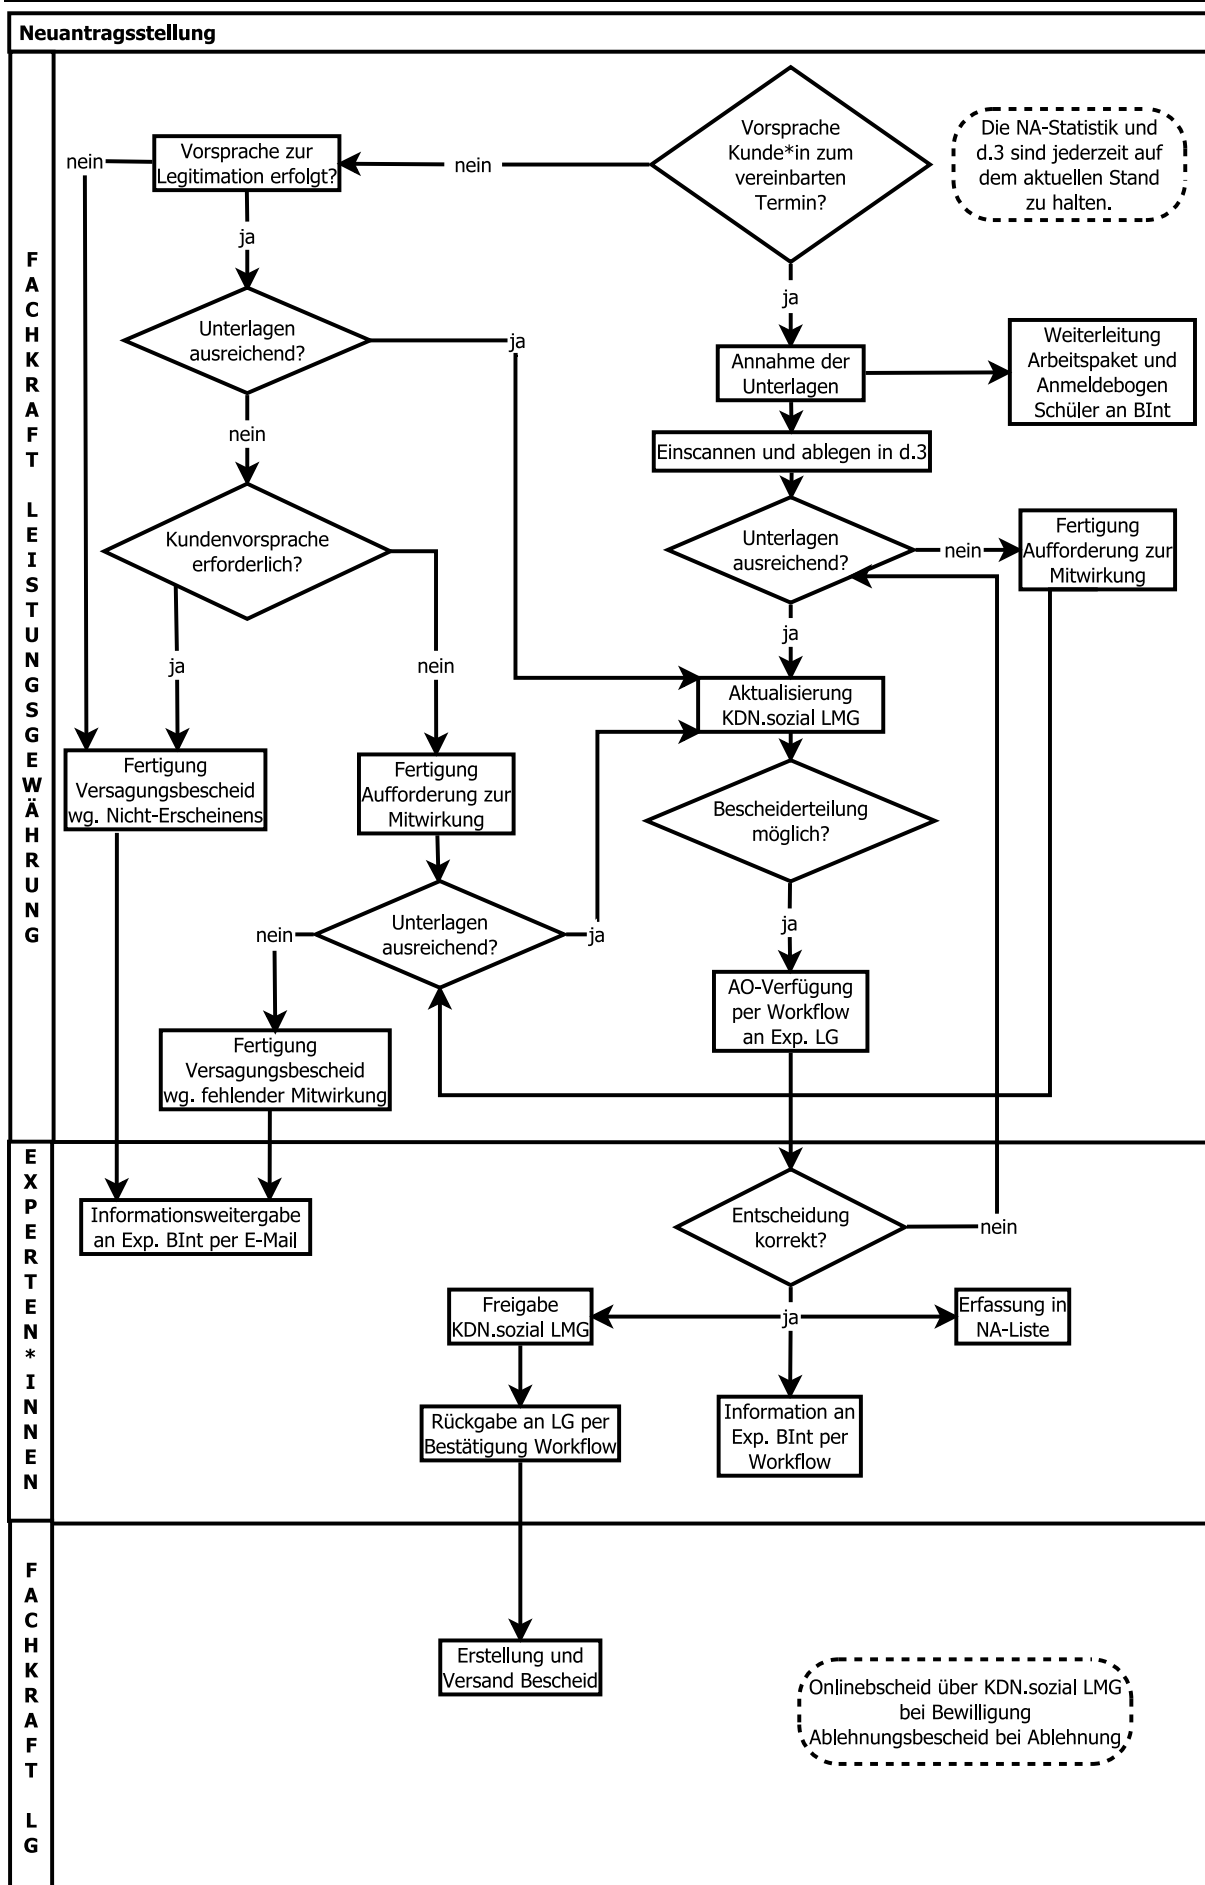 Neuantragsstellung
FACHKRAFT LEISTUNGSGEWÄHRUNG
Vorsprache
Kunde*in zum
vereinbarten
Termin?
Die NA-Statistik und
d.3 sind jederzeit auf
dem aktuellen Stand
zu halten.
nein
Vorsprache zur
Legitimation erfolgt?
nein
ja
ja
Unterlagen
ausreichend?
ja
Annahme der
Unterlagen
Weiterleitung
Arbeitspaket und
Anmeldebogen
Schüler an BInt
nein
Einscannen und ablegen in d.3
Kundenvorsprache
erforderlich?
Unterlagen
ausreichend?
nein
Fertigung
Aufforderung zur
Mitwirkung
ja
ja
nein
Aktualisierung
KDN.sozial LMG
Fertigung
Versagungsbescheid
wg. Nicht-Erscheinens
Fertigung
Aufforderung zur
Mitwirkung
Bescheiderteilung
möglich?
nein
Unterlagen
ausreichend?
ja
ja
AO-Verfügung
per Workflow
an Exp. LG
Fertigung
Versagungsbescheid
wg. fehlender Mitwirkung
EXPERTEN*INNEN
Informationsweitergabe
an Exp. BInt per E-Mail
Entscheidung
korrekt?
nein
Freigabe
KDN.sozial LMG
ja
Erfassung in
NA-Liste
Rückgabe an LG per
Bestätigung Workflow
Information an
Exp. BInt per
Workflow
FACHKRAFT LG
Erstellung und
Versand Bescheid
Onlinebscheid über KDN.sozial LMG
bei Bewilligung
Ablehnungsbescheid bei Ablehnung